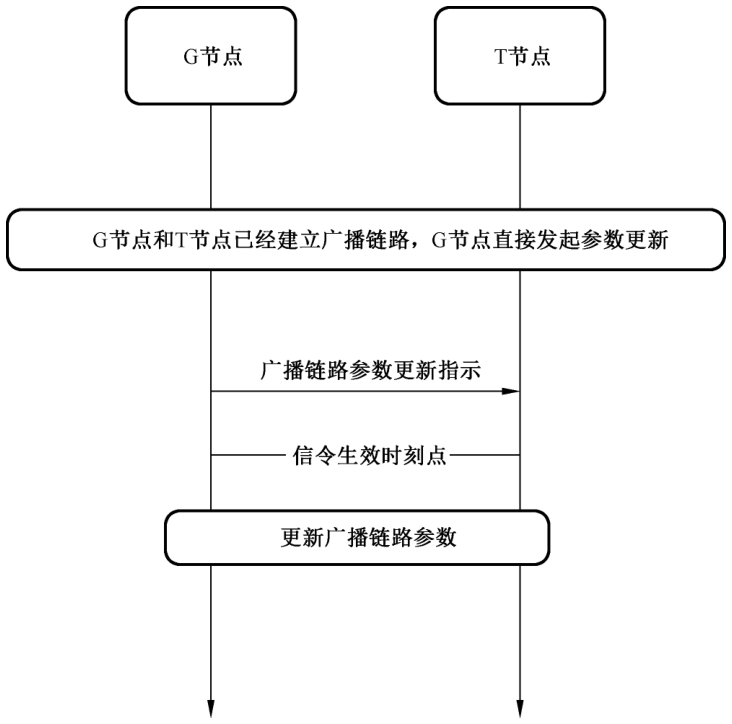 G节点
T节点
G节点和T节点已经建立广播链路，G节点直接发起参数更新
广播链路参数更新指示
信令生效时刻点
更新广播链路参数